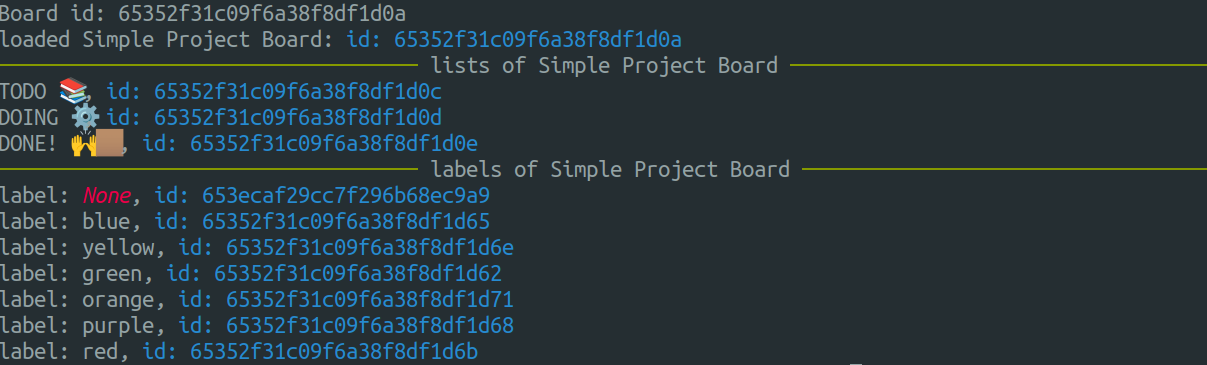 Board id: 65352f31c09f6a38f8df1d0a
loaded Simple Project Board: id: 65352f31c09f6a38f8df1d0a
lists of Simple Project Board
TODO 📚, id: 65352f31c09f6a38f8df1d0c
DOING ⚙️ id: 65352f31c09f6a38f8df1d0d
DONE! 🙌🏽, id: 65352f31c09f6a38f8df1d0e
labels of Simple Project Board
label: None, id: 653ecaf29cc7f296b68ec9a9
label: blue, id: 65352f31c09f6a38f8df1d65
label: yellow, id: 65352f31c09f6a38f8df1d6e
label: green, id: 65352f31c09f6a38f8df1d62
label: orange, id: 65352f31c09f6a38f8df1d71
label: purple, id: 65352f31c09f6a38f8df1d68
label: red, id: 65352f31c09f6a38f8df1d6b